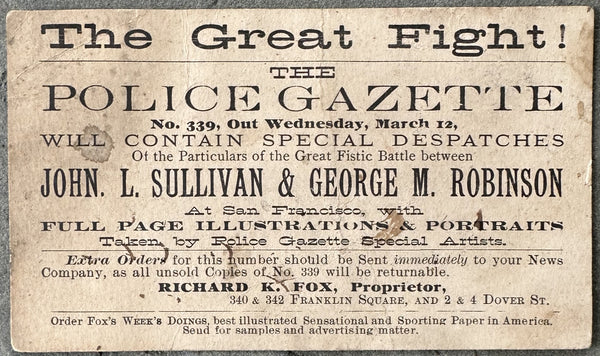 The Great Fight!
THE
POLICE GAZETTE
No. 339, Out Wednesday, March 12,
WILL CONTAIN SPECIAL DESPATCHES
Of the Particulars of the Great Fistic Battle between
JOHN. L. SULLIVAN & GEORGE M. ROBINSON
At San Francisco, with
FULL PAGE ILLUSTRATIONS & PORTRAITS
Taken by Police Gazette Special Artists.
Extra Orders for this number should be Sent immediately to your News
Company, as all unsold Copies of No. 339 will be returnable.
RICHARD K. FOX, Proprietor,
340 & 342 FRANKLIN SQUARE, AND 2 & 4 DOVER ST.
Order FOX'S WEEK'S DOINGS, best illustrated Sensational and Sporting Paper in America.
Send for samples and advertising matter.